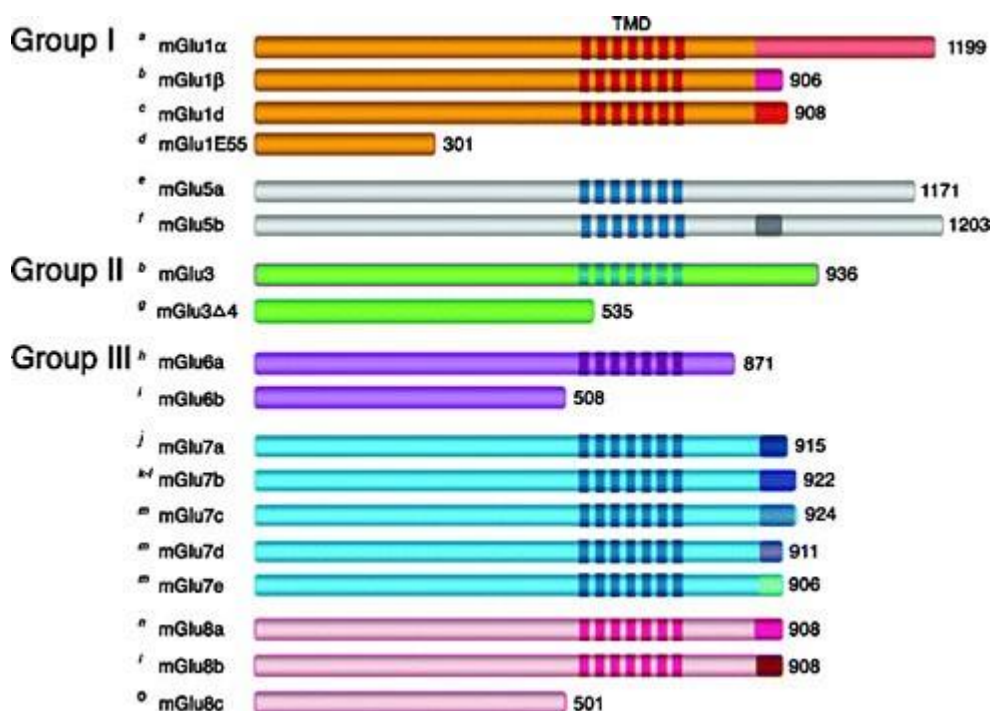 TMD
Group I a mGlu1α 1199
b mGlu1β 906
c mGlu1d 908
d mGlu1E55 301
e mGlu5a 1171
f mGlu5b 1203
Group II b mGlu3 936
g mGlu3Δ4 535
Group III h mGlu6a 871
i mGlu6b 508
j mGlu7a 915
k-l mGlu7b 922
m mGlu7c 924
m mGlu7d 911
m mGlu7e 906
n mGlu8a 908
l mGlu8b 908
o mGlu8c 501